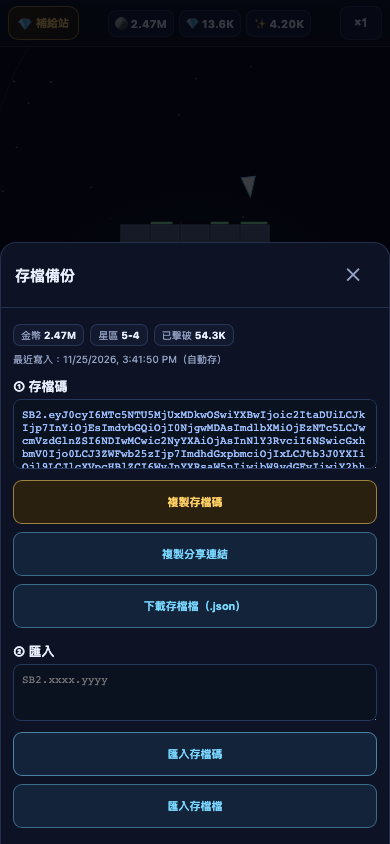 補給站 2.47M 13.6K 4.20K ×1
存檔備份
金幣 2.47M 星區 5-4 已擊破 54.3K
最近寫入：11/25/2026, 3:41:50 PM（自動存）
① 存檔碼
SB2.eyJ0cyI6MTc5NTU5MjUxMDkwOSwiYXBwIjoic2ItaDUiLCJk
Ijp7InYiOjEsImdvbGQiOjI0NjgwMDAsImdlbXMiOjEzNTc5LCJw
cmVzdGlnZSI6NDIwMCwic2NyYXAiOjAsInNlY3RvciI6NSwicGxh
bmV0Ijo0LCJ3ZWFwb25zIjp7ImdhdGxpbmciOjIxLCJtb3J0YXIi
複製存檔碼
複製分享連結
下載存檔檔（.json）
② 匯入
SB2.xxxx.yyyy
匯入存檔碼
匯入存檔檔